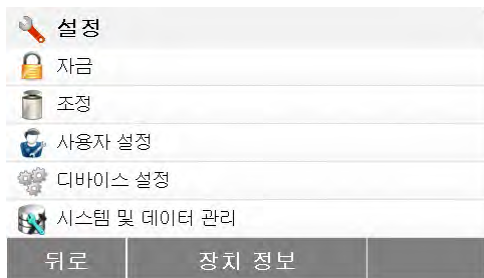 설정
자금
조정
사용자 설정
디바이스 설정
시스템 및 데이터 관리
뒤로 장치 정보